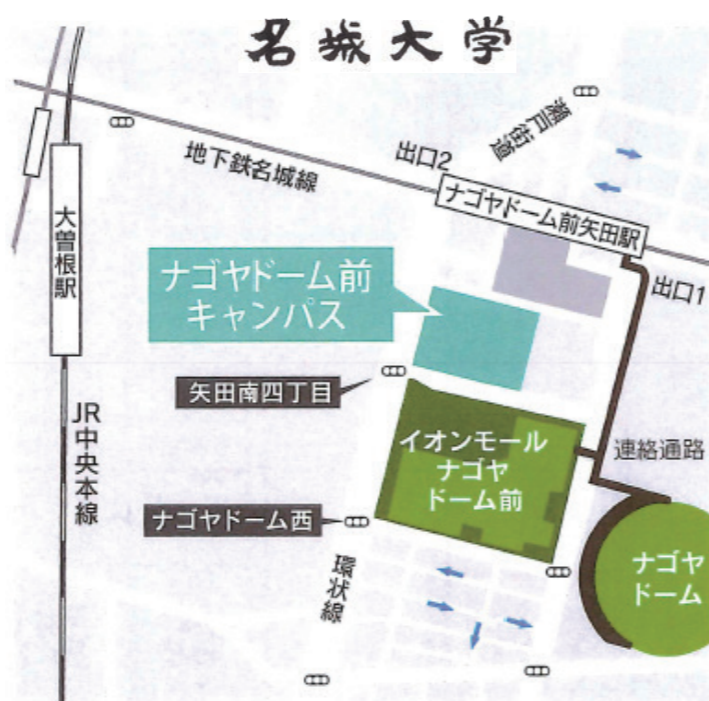 名城大学
瀬戸街道
出口2
地下鉄名城線
ナゴヤドーム前矢田駅
大曽根駅
ナゴヤドーム前
キャンパス
出口1
矢田南四丁目
JR中央本線
イオンモール
ナゴヤ
ドーム前
連絡通路
ナゴヤドーム西
ナゴヤ
ドーム
環状線